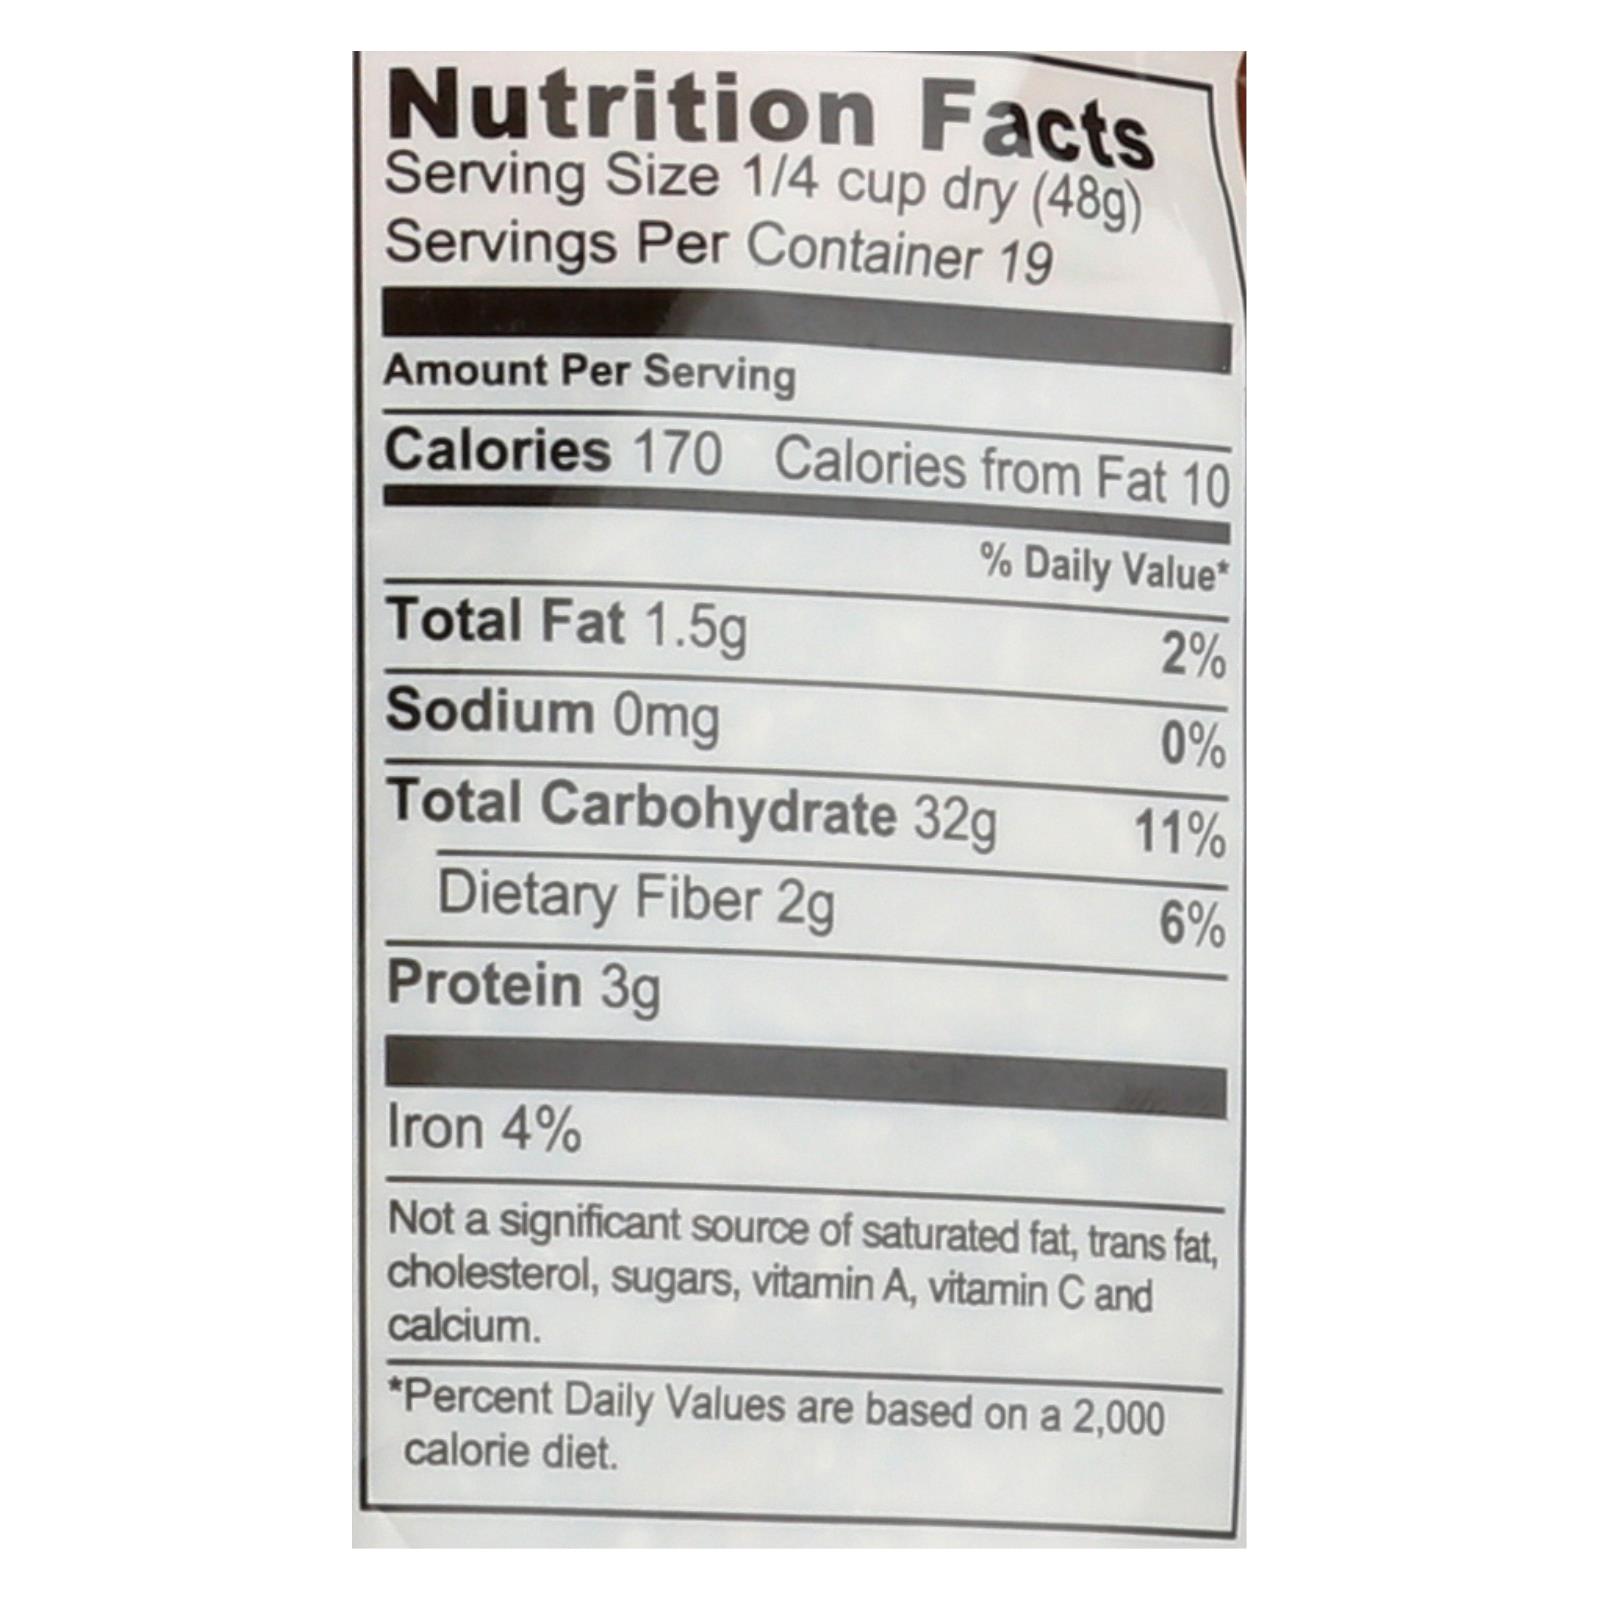 Nutrition Facts
Serving Size 1/4 cup dry (48g)
Servings Per Container 19
Amount Per Serving
Calories 170 Calories from Fat 10
% Daily Value*
Total Fat 1.5g 2%
Sodium 0mg 0%
Total Carbohydrate 32g 11%
Dietary Fiber 2g 6%
Protein 3g
Iron 4%
Not a significant source of saturated fat, trans fat,
cholesterol, sugars, vitamin A, vitamin C and
calcium.
*Percent Daily Values are based on a 2,000
calorie diet.